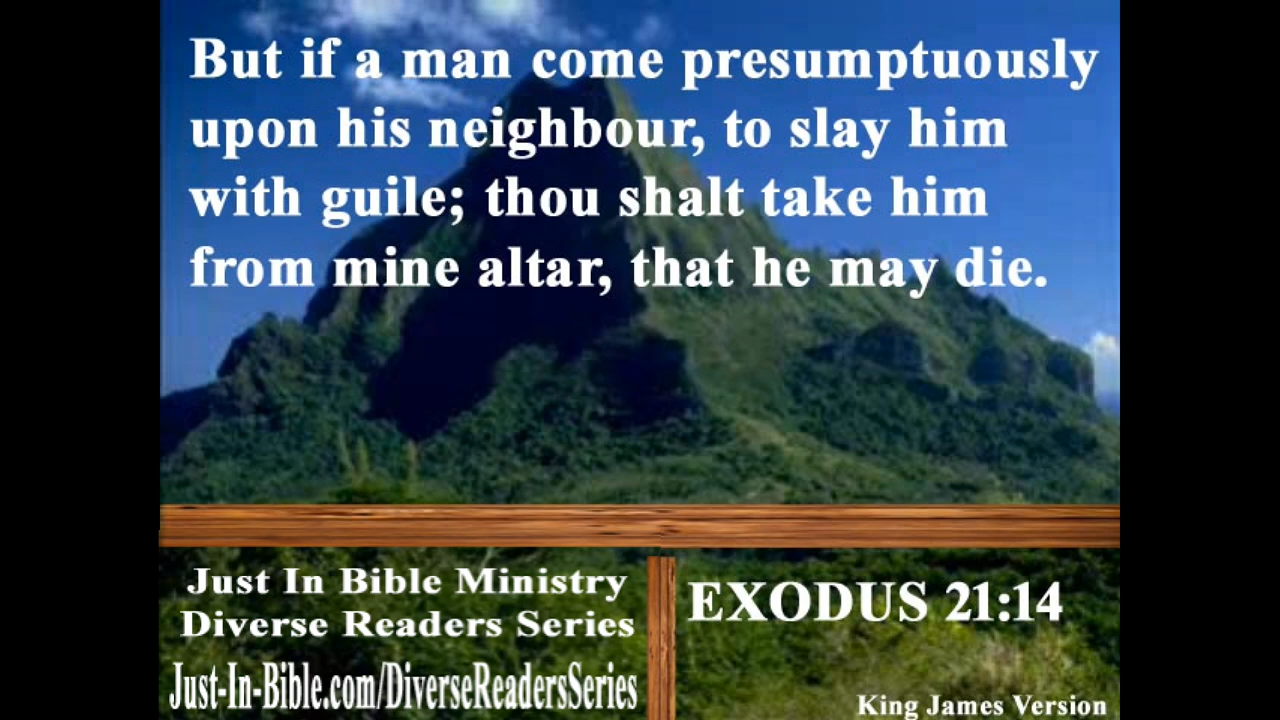 But if a man come presumptuously
upon his neighbour, to slay him
with guile; thou shalt take him
from mine altar, that he may die.
Just In Bible Ministry
Diverse Readers Series
Just-In-Bible.com/DiverseReadersSeries
EXODUS 21:14
King James Version